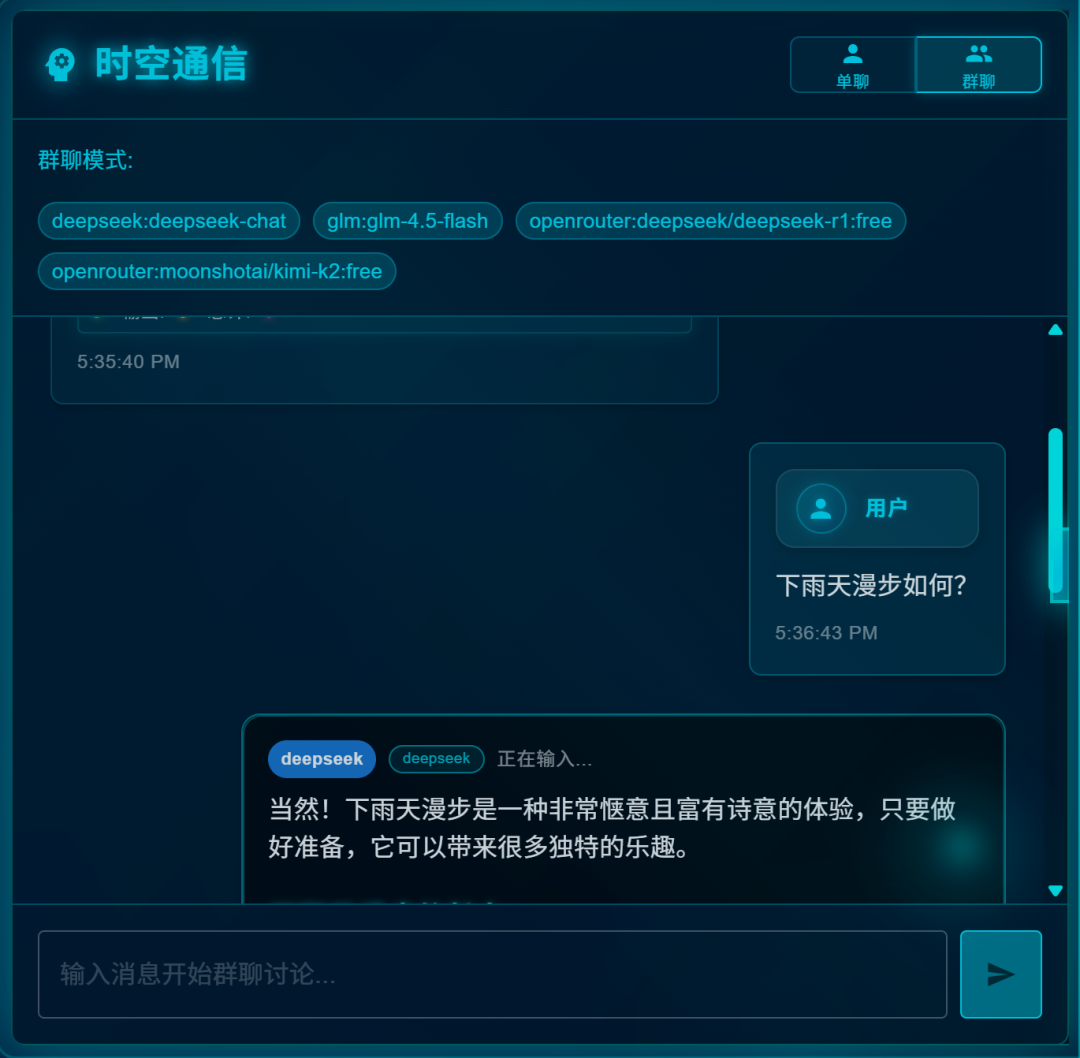 时空通信
单聊
群聊
群聊模式:
deepseek:deepseek-chat
glm:glm-4.5-flash
openrouter:deepseek/deepseek-r1:free
openrouter:moonshotai/kimi-k2:free
5:35:40 PM
用户
下雨天漫步如何?
5:36:43 PM
deepseek
deepseek
正在输入...
当然！下雨天漫步是一种非常惬意且富有诗意的体验，只要做
好准备，它可以带来很多独特的乐趣。
输入消息开始群聊讨论...